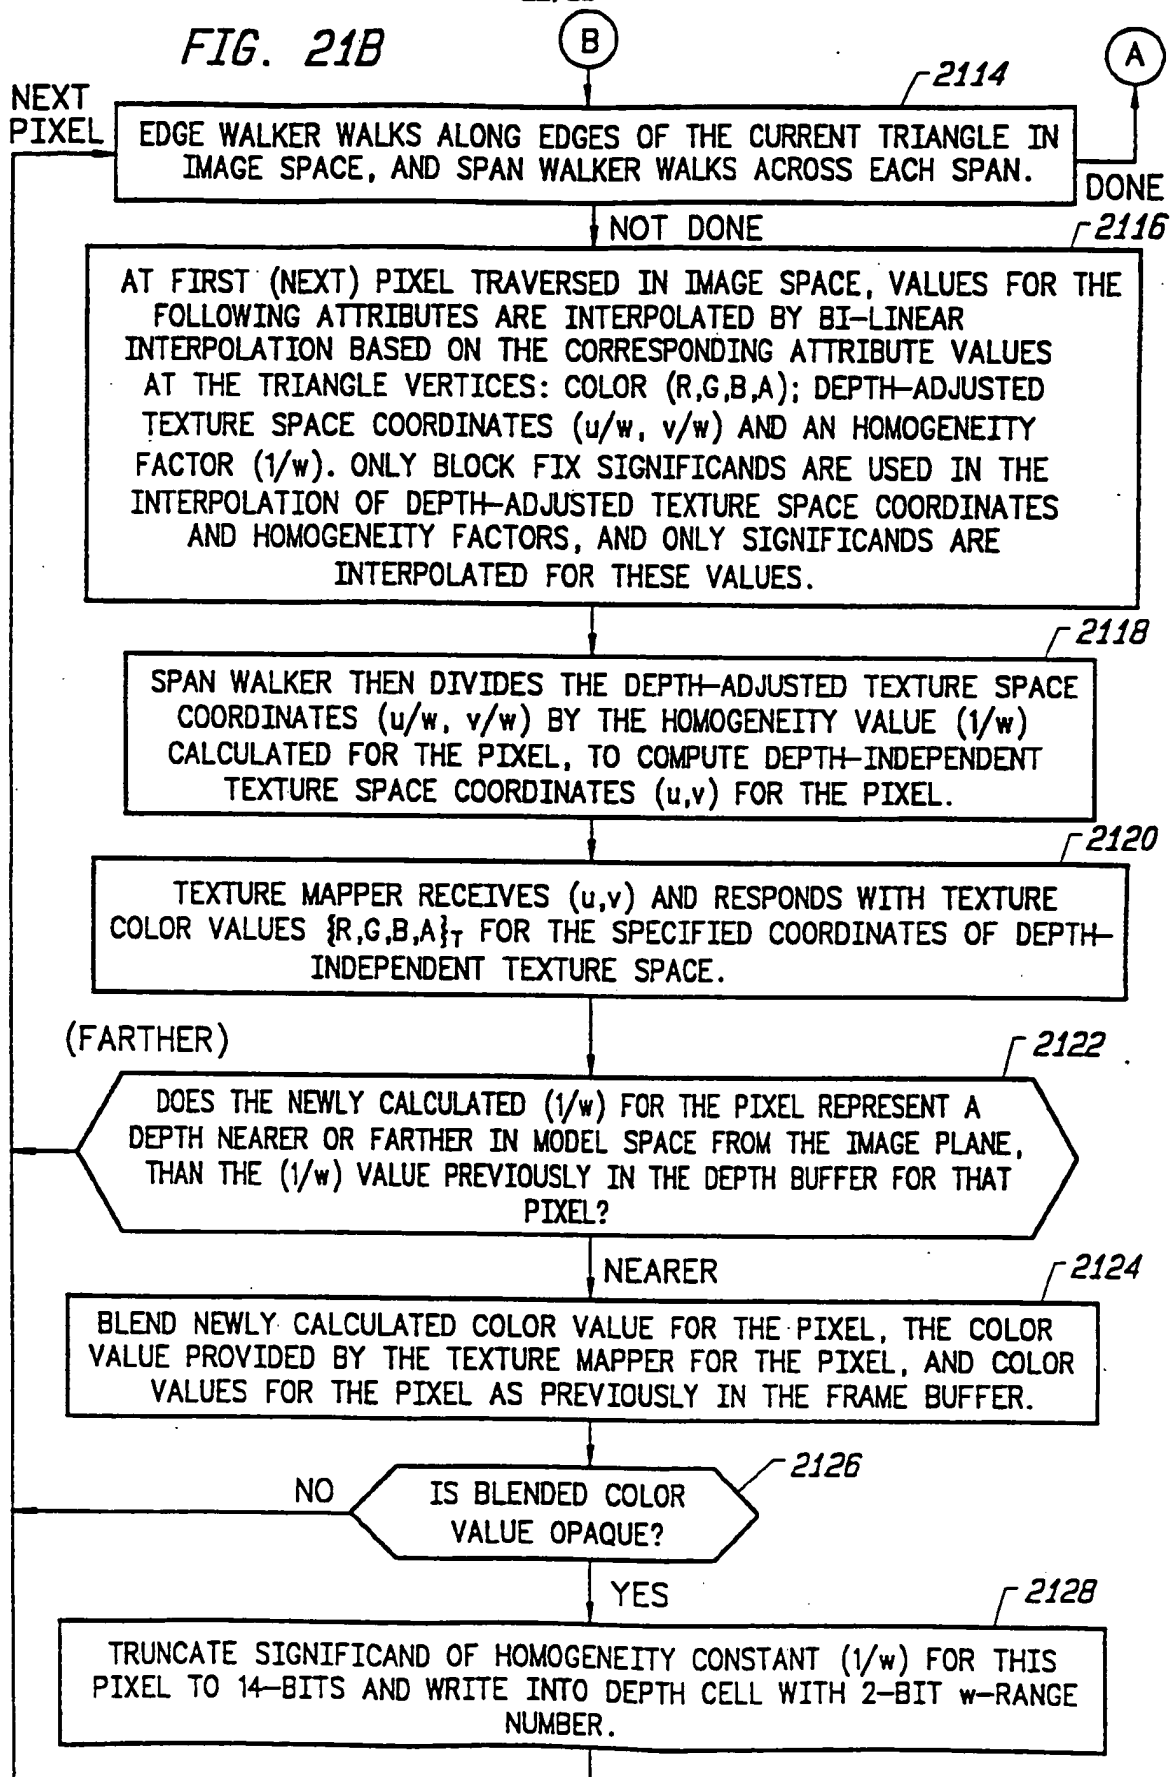 FIG. 21B
B
A
NEXT
PIXEL
2114
EDGE WALKER WALKS ALONG EDGES OF THE CURRENT TRIANGLE IN
IMAGE SPACE, AND SPAN WALKER WALKS ACROSS EACH SPAN.
DONE
NOT DONE
2116
AT FIRST (NEXT) PIXEL TRAVERSED IN IMAGE SPACE, VALUES FOR THE
FOLLOWING ATTRIBUTES ARE INTERPOLATED BY BI-LINEAR
INTERPOLATION BASED ON THE CORRESPONDING ATTRIBUTE VALUES
AT THE TRIANGLE VERTICES: COLOR (R,G,B,A); DEPTH-ADJUSTED
TEXTURE SPACE COORDINATES (u/w, v/w) AND AN HOMOGENEITY
FACTOR (1/w). ONLY BLOCK FIX SIGNIFICANDS ARE USED IN THE
INTERPOLATION OF DEPTH-ADJUSTED TEXTURE SPACE COORDINATES
AND HOMOGENEITY FACTORS, AND ONLY SIGNIFICANDS ARE
INTERPOLATED FOR THESE VALUES.
2118
SPAN WALKER THEN DIVIDES THE DEPTH-ADJUSTED TEXTURE SPACE
COORDINATES (u/w, v/w) BY THE HOMOGENEITY VALUE (1/w)
CALCULATED FOR THE PIXEL, TO COMPUTE DEPTH-INDEPENDENT
TEXTURE SPACE COORDINATES (u,v) FOR THE PIXEL.
2120
TEXTURE MAPPER RECEIVES (u,v) AND RESPONDS WITH TEXTURE
COLOR VALUES {R,G,B,A}T FOR THE SPECIFIED COORDINATES OF DEPTH-
INDEPENDENT TEXTURE SPACE.
(FARTHER)
2122
DOES THE NEWLY CALCULATED (1/w) FOR THE PIXEL REPRESENT A
DEPTH NEARER OR FARTHER IN MODEL SPACE FROM THE IMAGE PLANE,
THAN THE (1/w) VALUE PREVIOUSLY IN THE DEPTH BUFFER FOR THAT
PIXEL?
NEARER
2124
BLEND NEWLY CALCULATED COLOR VALUE FOR THE PIXEL, THE COLOR
VALUE PROVIDED BY THE TEXTURE MAPPER FOR THE PIXEL, AND COLOR
VALUES FOR THE PIXEL AS PREVIOUSLY IN THE FRAME BUFFER.
2126
NO
IS BLENDED COLOR
VALUE OPAQUE?
YES
2128
TRUNCATE SIGNIFICAND OF HOMOGENEITY CONSTANT (1/w) FOR THIS
PIXEL TO 14-BITS AND WRITE INTO DEPTH CELL WITH 2-BIT w-RANGE
NUMBER.